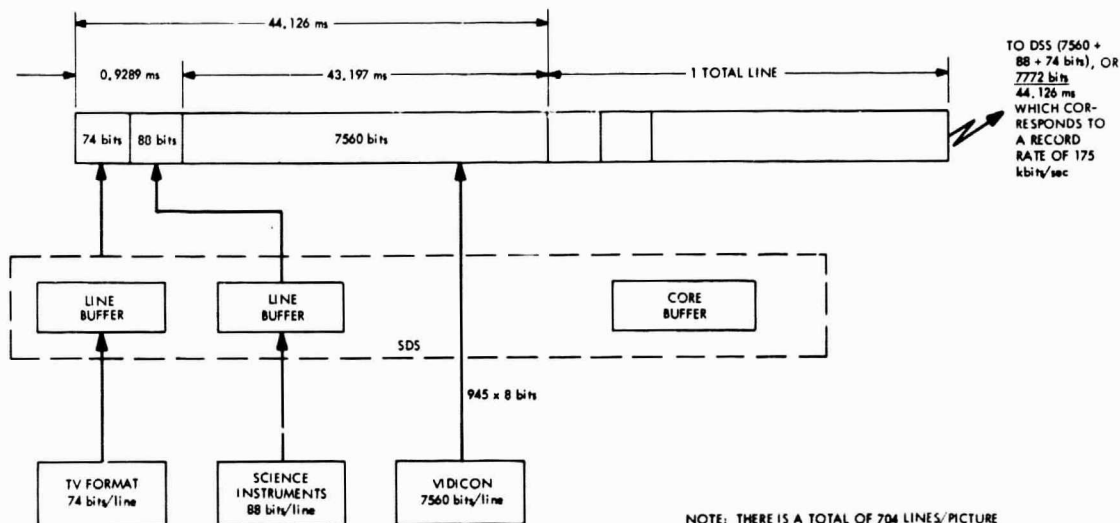 44.126 ms
0.9289 ms
43.197 ms
1 TOTAL LINE
TO DSS (7560 +
88 + 74 bits), OR
7772 bits
44.126 ms
WHICH COR-
RESPONDS TO
A RECORD
RATE OF 175
kbits/sec
74 bits
88 bits
7560 bits
LINE
BUFFER
LINE
BUFFER
CORE
BUFFER
SDS
945 x 8 bits
TV FORMAT
74 bits/line
SCIENCE
INSTRUMENTS
88 bits/line
VIDICON
7560 bits/line
NOTE: THERE IS A TOTAL OF 704 LINES/PICTURE